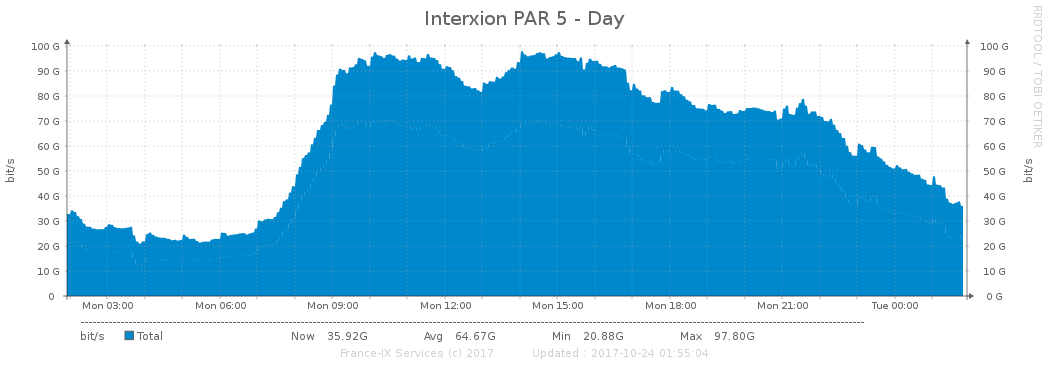 Interxion PAR 5 - Day
RRDTOOL / TOBI OETIKER
100 G 100 G
90 G 90 G
80 G 80 G
70 G 70 G
60 G 60 G
50 G 50 G
40 G 40 G
30 G 30 G
20 G 20 G
10 G 10 G
0 0 G
bit/s bit/s
Mon 03:00 Mon 06:00 Mon 09:00 Mon 12:00 Mon 15:00 Mon 18:00 Mon 21:00 Tue 00:00
bit/s Total Now 35.92G Avg 64.67G Min 20.88G Max 97.80G
France-IX Services (c) 2017 Updated : 2017-10-24 01:55:04